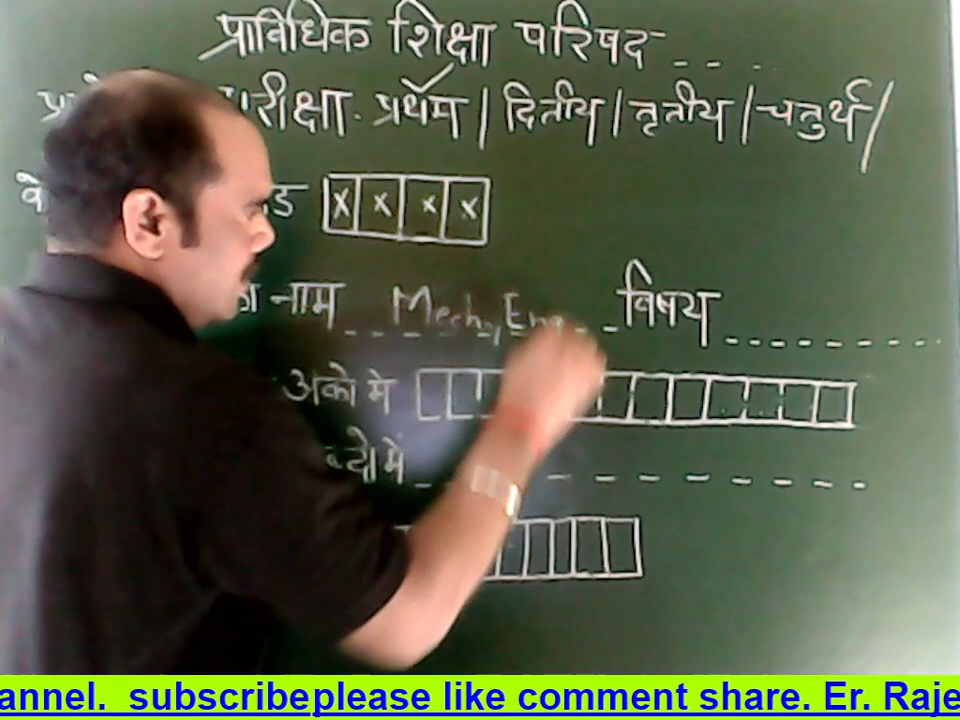 प्राविधिक शिक्षा परिषद - - -
परीक्षा. प्रथम / द्वितीय / तृतीय / चतुर्थ /
X X X X
नाम Mech. Eng विषय
अंको मे
में
annel. subscribeplease like comment share. Er. Raje